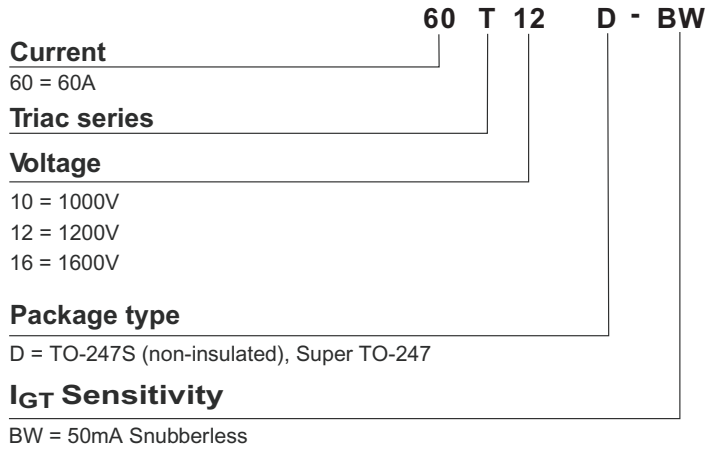 60 T 12 D - BW
Current
60 = 60A
Triac series
Voltage
10 = 1000V
12 = 1200V
16 = 1600V
Package type
D = TO-247S (non-insulated), Super TO-247
IGT Sensitivity
BW = 50mA Snubberless